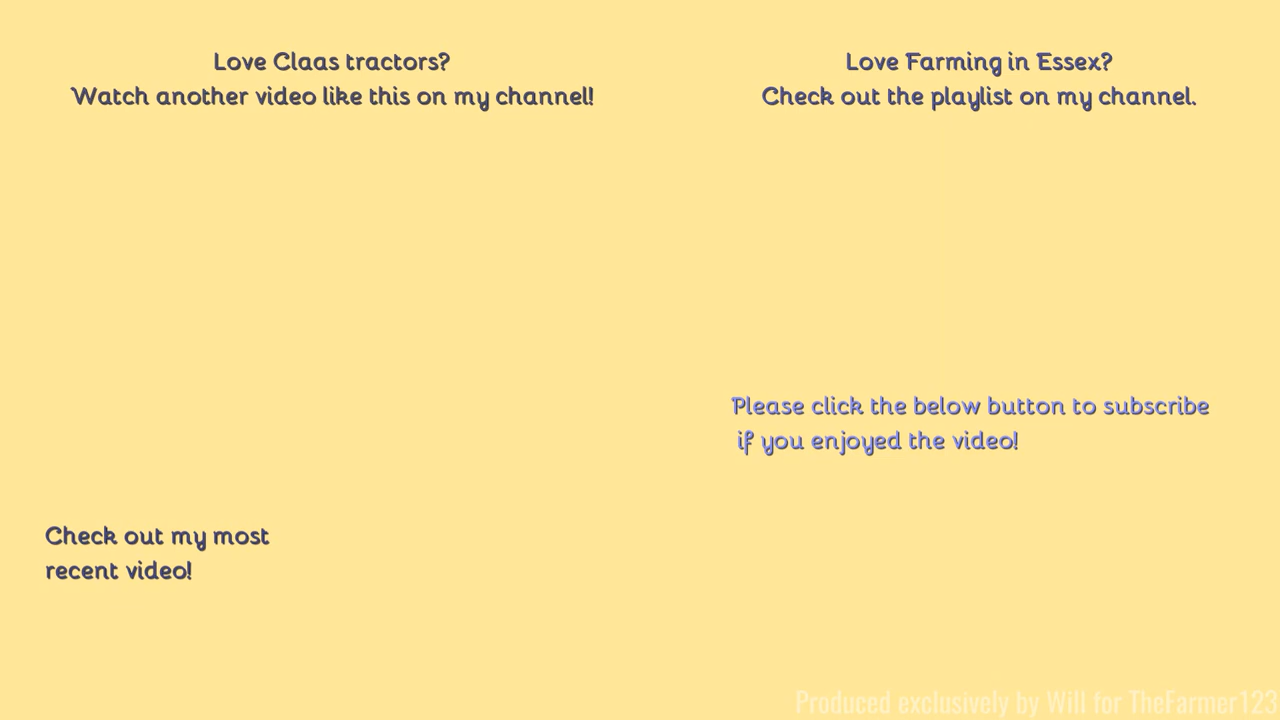 Love Claas tractors?
Watch another video like this on my channel!
Love Farming in Essex?
Check out the playlist on my channel.
Please click the below button to subscribe
if you enjoyed the video!
Check out my most
recent video!
Produced exclusively by Will for TheFarmer123